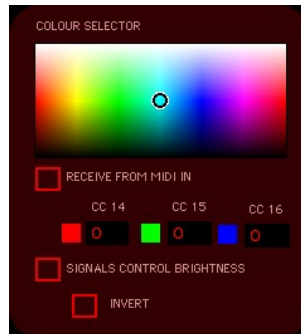 COLOUR SELECTOR
RECEIVE FROM MIDI IN
CC 14 CC 15 CC 16
0 0 0
SIGNALS CONTROL BRIGHTNESS
INVERT